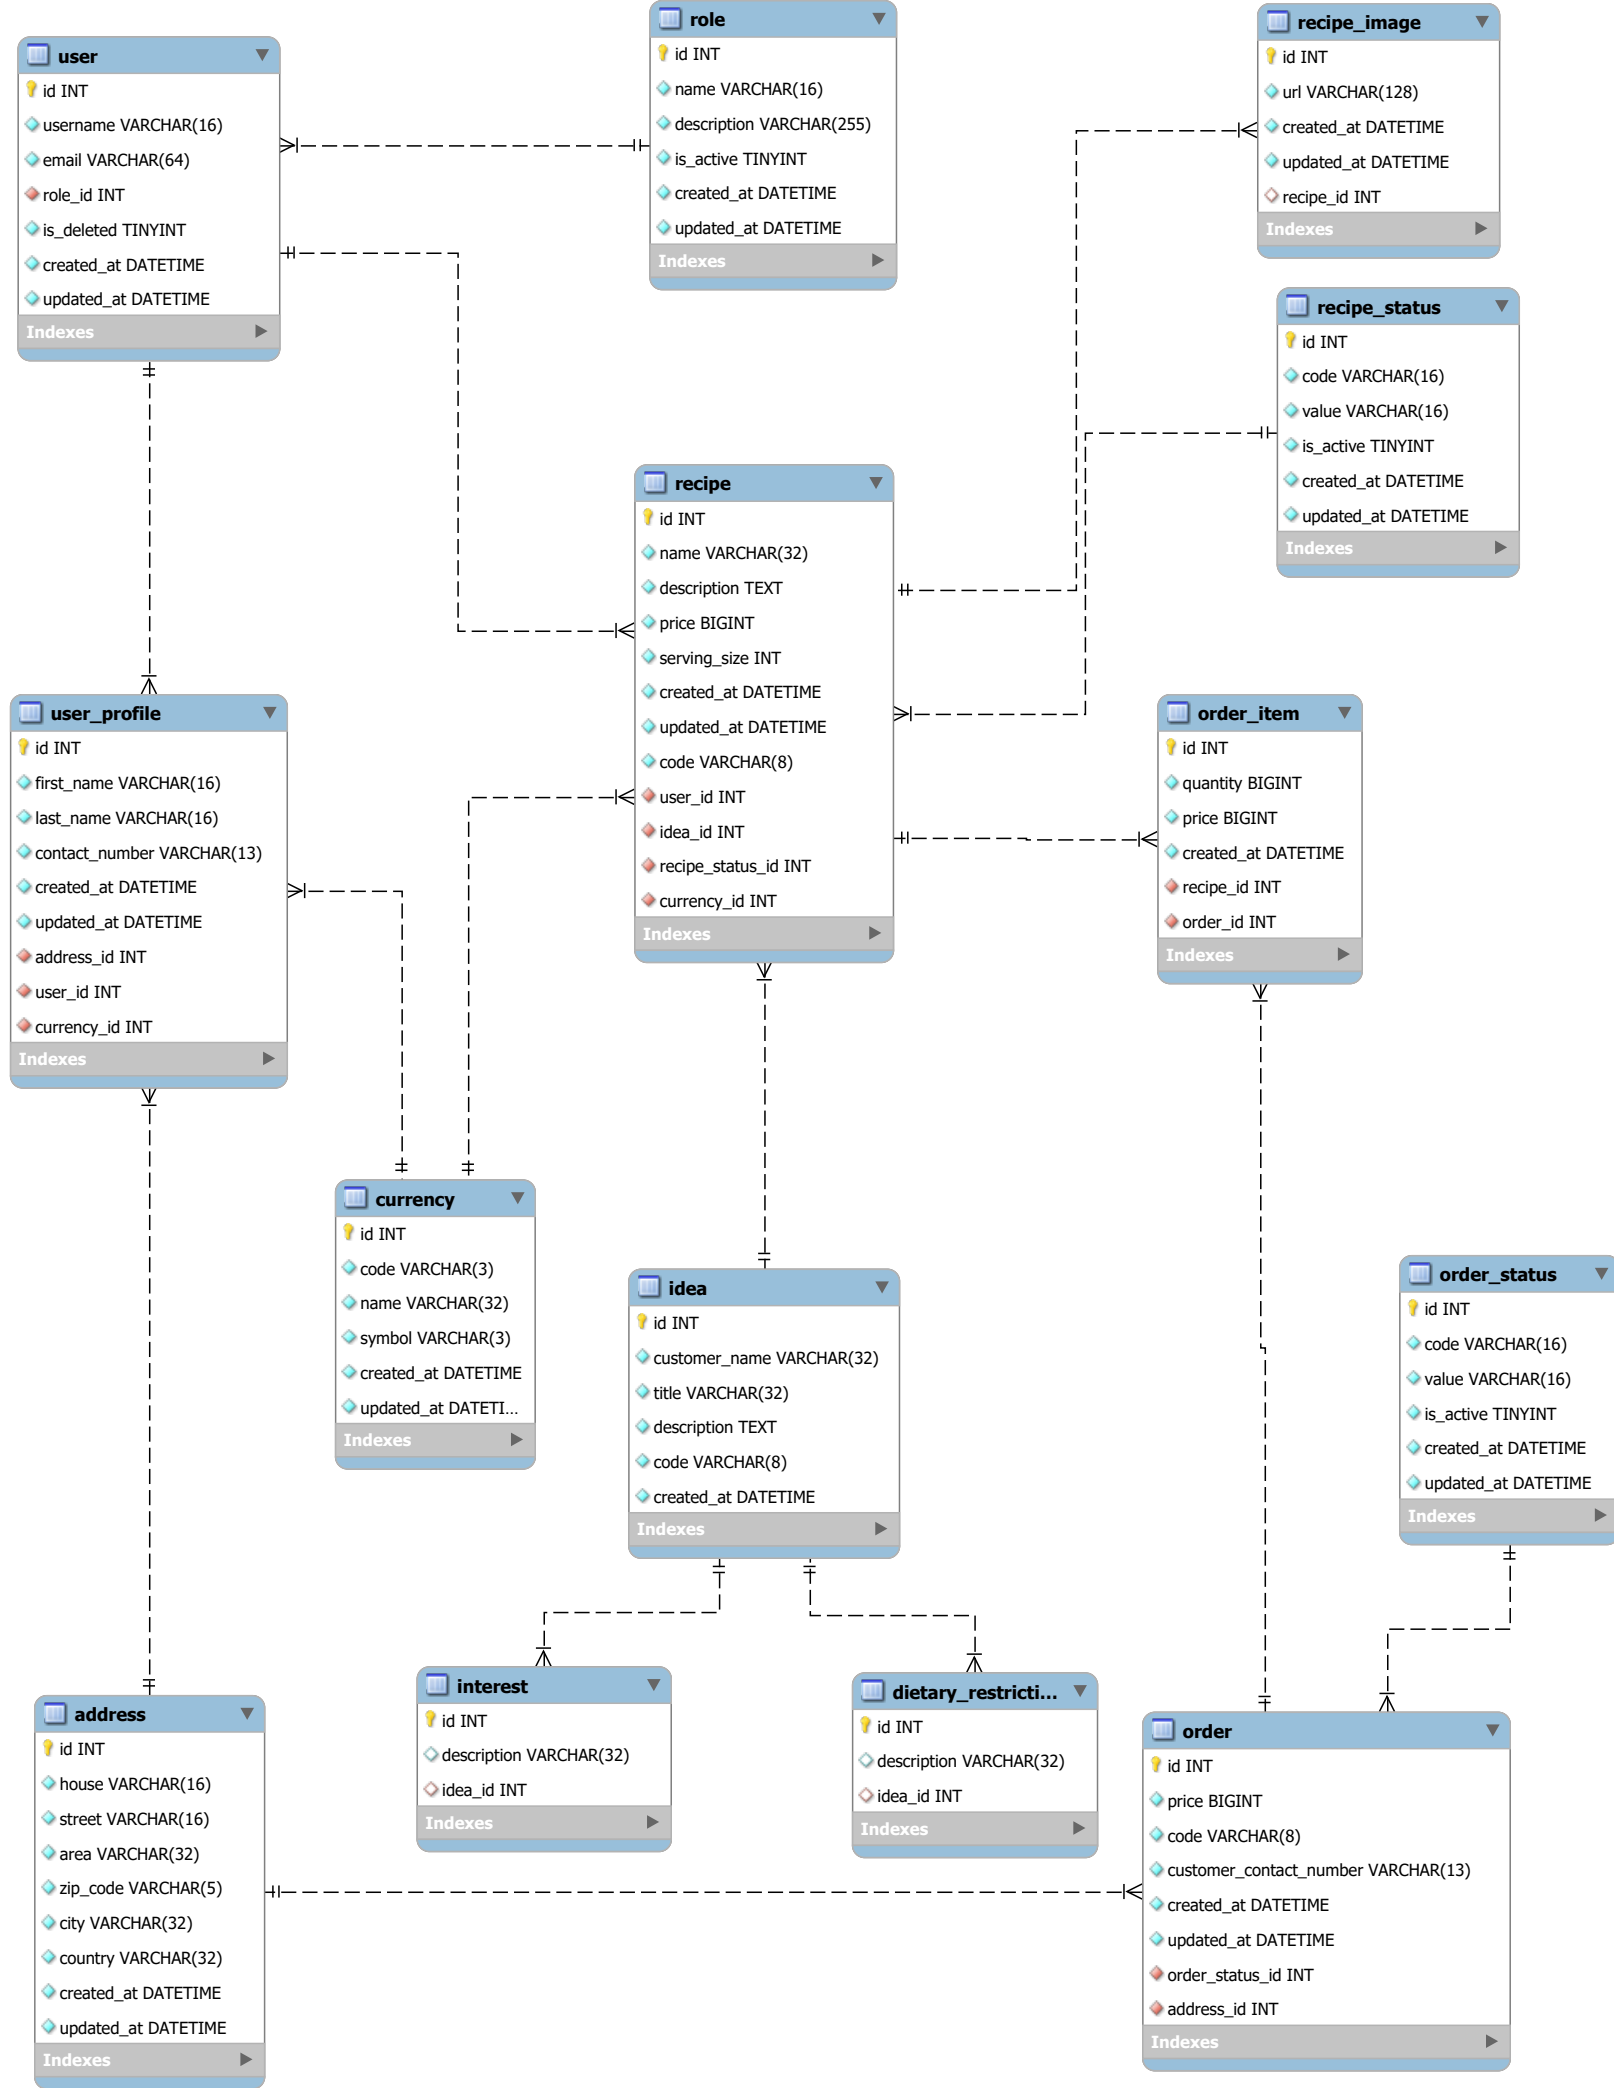 user
id INT
username VARCHAR(16)
email VARCHAR(64)
role_id INT
is_deleted TINYINT
created_at DATETIME
updated_at DATETIME
Indexes
role
id INT
name VARCHAR(16)
description VARCHAR(255)
is_active TINYINT
created_at DATETIME
updated_at DATETIME
Indexes
recipe_image
id INT
url VARCHAR(128)
created_at DATETIME
updated_at DATETIME
recipe_id INT
Indexes
recipe_status
id INT
code VARCHAR(16)
value VARCHAR(16)
is_active TINYINT
created_at DATETIME
updated_at DATETIME
Indexes
recipe
id INT
name VARCHAR(32)
description TEXT
price BIGINT
serving_size INT
created_at DATETIME
updated_at DATETIME
code VARCHAR(8)
user_id INT
idea_id INT
recipe_status_id INT
currency_id INT
Indexes
user_profile
id INT
first_name VARCHAR(16)
last_name VARCHAR(16)
contact_number VARCHAR(13)
created_at DATETIME
updated_at DATETIME
address_id INT
user_id INT
currency_id INT
Indexes
order_item
id INT
quantity BIGINT
price BIGINT
created_at DATETIME
recipe_id INT
order_id INT
Indexes
currency
id INT
code VARCHAR(3)
name VARCHAR(32)
symbol VARCHAR(3)
created_at DATETIME
updated_at DATETI...
Indexes
idea
id INT
customer_name VARCHAR(32)
title VARCHAR(32)
description TEXT
code VARCHAR(8)
created_at DATETIME
Indexes
order_status
id INT
code VARCHAR(16)
value VARCHAR(16)
is_active TINYINT
created_at DATETIME
updated_at DATETIME
Indexes
interest
id INT
description VARCHAR(32)
idea_id INT
Indexes
dietary_restricti...
id INT
description VARCHAR(32)
idea_id INT
Indexes
address
id INT
house VARCHAR(16)
street VARCHAR(16)
area VARCHAR(32)
zip_code VARCHAR(5)
city VARCHAR(32)
country VARCHAR(32)
created_at DATETIME
updated_at DATETIME
Indexes
order
id INT
price BIGINT
code VARCHAR(8)
customer_contact_number VARCHAR(13)
created_at DATETIME
updated_at DATETIME
order_status_id INT
address_id INT
Indexes